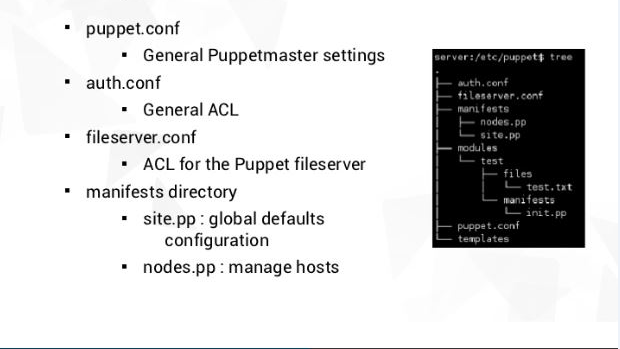 puppet.conf
General Puppetmaster settings
auth.conf
General ACL
fileserver.conf
ACL for the Puppet fileserver
manifests directory
site.pp : global defaults
configuration
nodes.pp : manage hosts
server:/etc/puppet$ tree
.
├── auth.conf
├── fileserver.conf
├── manifests
│   ├── nodes.pp
│   └── site.pp
├── modules
│   └── test
│       ├── files
│       │   └── test.txt
│       └── manifests
│           └── init.pp
├── puppet.conf
└── templates